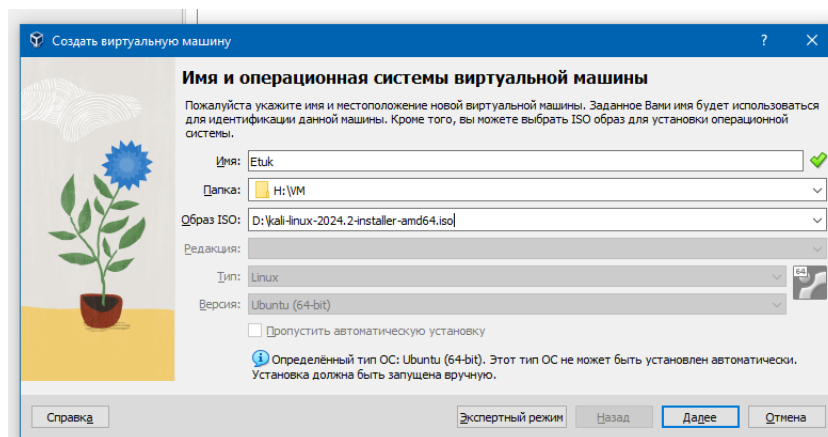 Создать виртуальную машину
?
Имя и операционная системы виртуальной машины
Пожалуйста укажите имя и местоположение новой виртуальной машины. Заданное Вами имя будет использоваться
для идентификации данной машины. Кроме того, вы можете выбрать ISO образ для установки операционной
системы.
Имя: Etuk
Папка: H:\VM
Образ ISO: D:\kali-linux-2024.2-installer-amd64.iso
Редакция:
Тип: Linux
64
Версия: Ubuntu (64-bit)
Пропустить автоматическую установку
Определённый тип ОС: Ubuntu (64-bit). Этот тип ОС не может быть установлен автоматически.
Установка должна быть запущена вручную.
Справка Экспертный режим Назад Далее Отмена